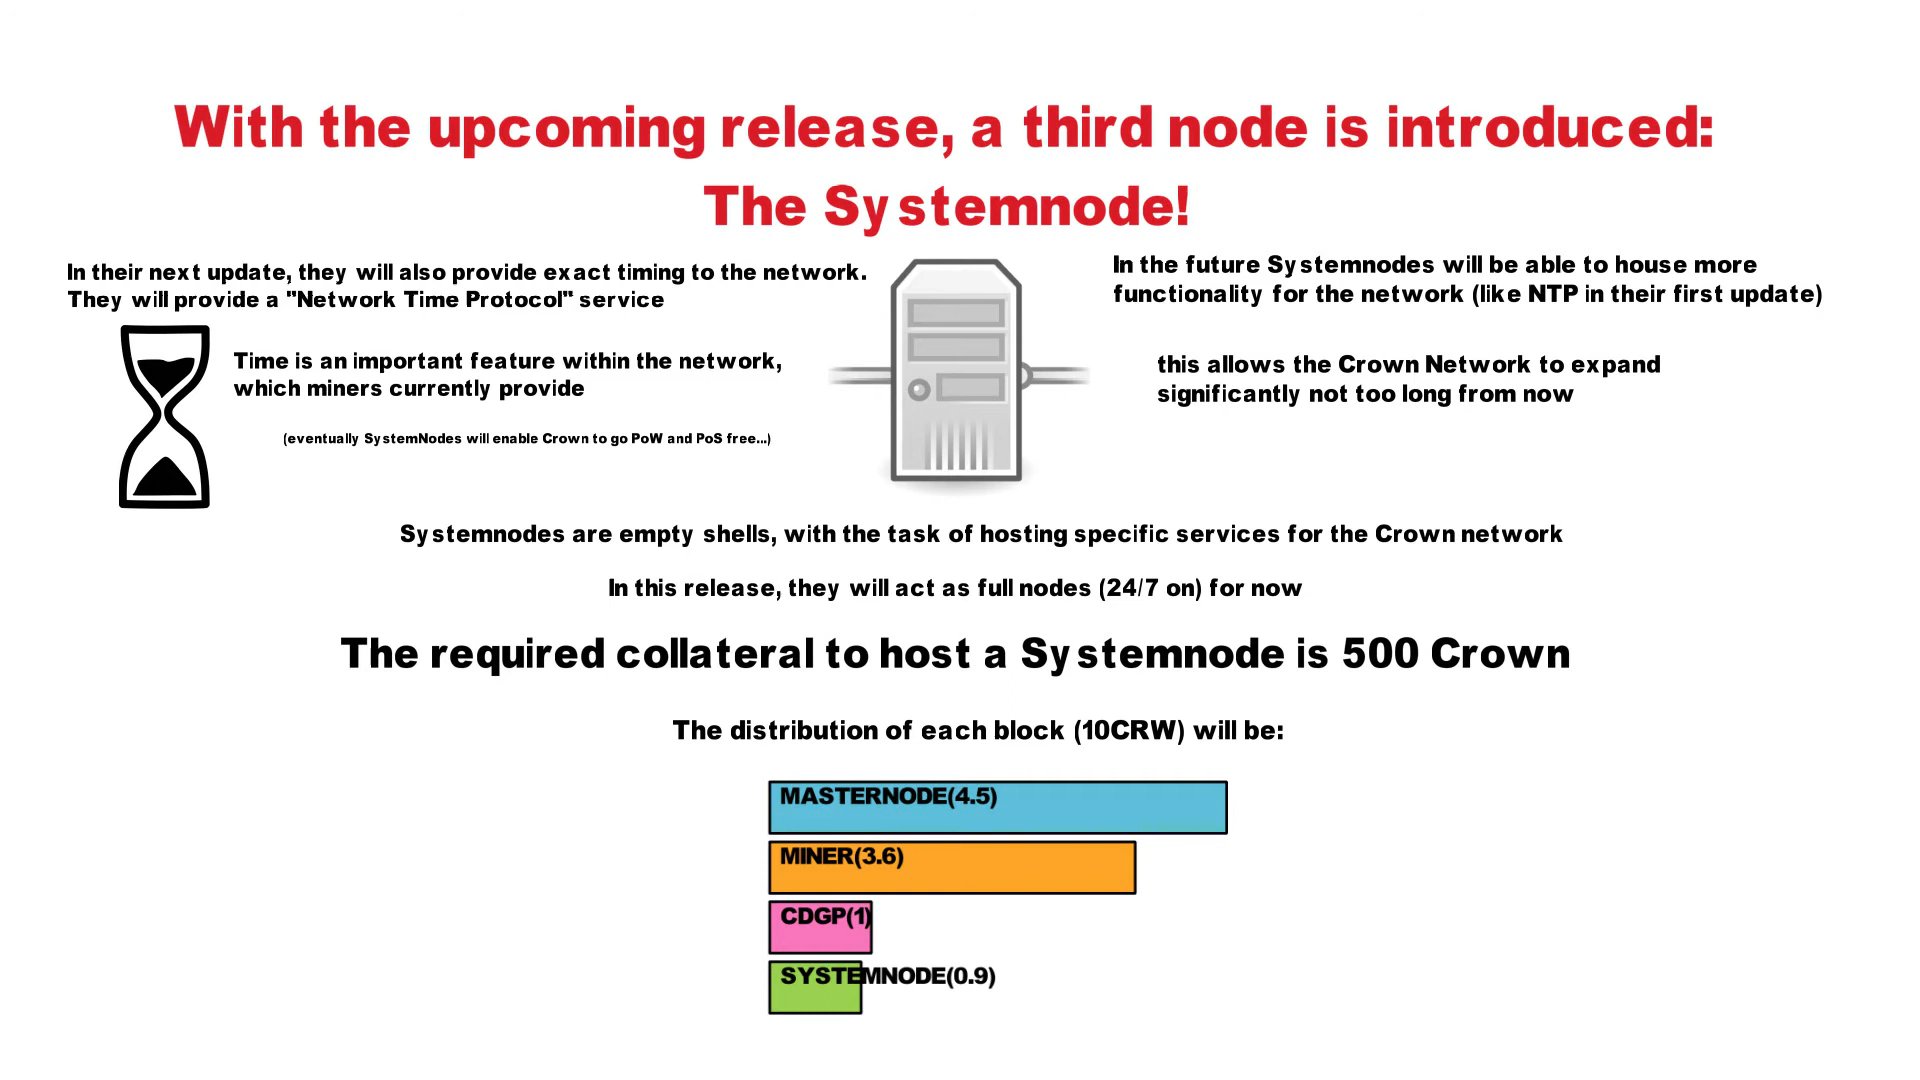 With the upcoming release, a third node is introduced:
The Systemnode!
In their next update, they will also provide exact timing to the network.
They will provide a "Network Time Protocol" service
Time is an important feature within the network,
which miners currently provide
(eventually SystemNodes will enable Crown to go PoW and PoS free...)
In the future Systemnodes will be able to house more
functionality for the network (like NTP in their first update)
this allows the Crown Network to expand
significantly not too long from now
Systemnodes are empty shells, with the task of hosting specific services for the Crown network
In this release, they will act as full nodes (24/7 on) for now
The required collateral to host a Systemnode is 500 Crown
The distribution of each block (10CRW) will be:
MASTERNODE(4.5)
MINER(3.6)
CDGP(1)
SYSTEMNODE(0.9)